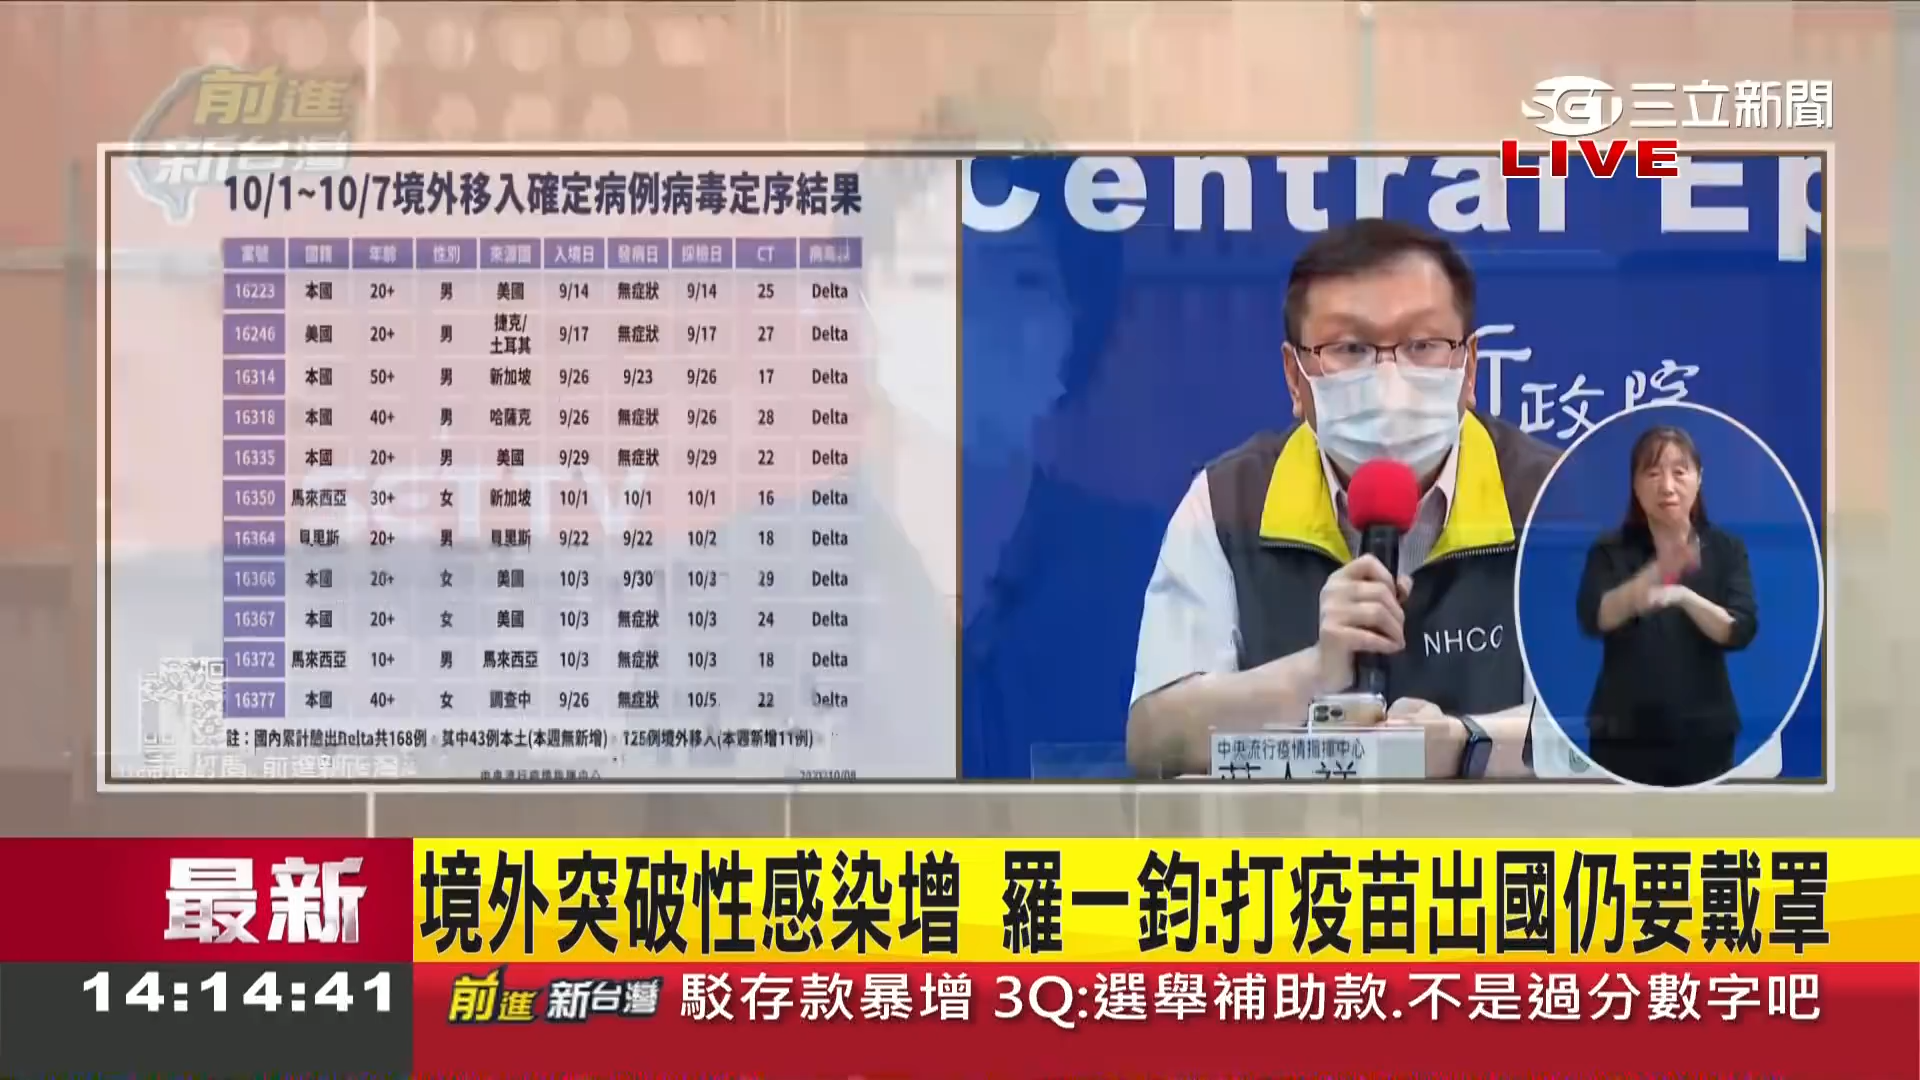 前進
新台灣
SET 三立新聞
LIVE
10/1~10/7境外移入確定病例病毒定序結果
案號 國籍 年齡 性別 來源國 入境日 發病日 採檢日 CT
16223 本國 20+ 男 美國 9/14 無症狀 9/14 25 Delta
16246 美國 20+ 男 捷克/土耳其 9/17 無症狀 9/17 27 Delta
16314 本國 50+ 男 新加坡 9/26 9/23 9/26 17 Delta
16318 本國 40+ 男 哈薩克 9/26 無症狀 9/26 28 Delta
16335 本國 20+ 男 美國 9/29 無症狀 9/29 22 Delta
16350 馬來西亞 30+ 女 新加坡 10/1 10/1 10/1 16 Delta
16364 貝里斯 20+ 男 貝里斯 9/22 9/22 10/2 18 Delta
16366 本國 20+ 女 美國 10/3 9/30 10/3 29 Delta
16367 本國 20+ 女 美國 10/3 無症狀 10/3 24 Delta
16372 馬來西亞 10+ 男 馬來西亞 10/3 無症狀 10/3 18 Delta
16377 本國 40+ 女 調查中 9/26 無症狀 10/5 22 Delta
註：國內累計驗出Delta共168例，其中43例本土(本週無新增)，125例境外移入(本週新增11例)。
Central Ep
行政院
NHCC
中央流行疫情指揮中心
最新
境外突破性感染增 羅一鈞:打疫苗出國仍要戴罩
14:14:41
前進新台灣 駁存款暴增 3Q:選舉補助款.不是過分數字吧